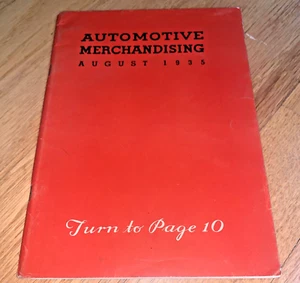 AUTOMOTIVE
MERCHANDISING
AUGUST 1935
Turn to Page 10